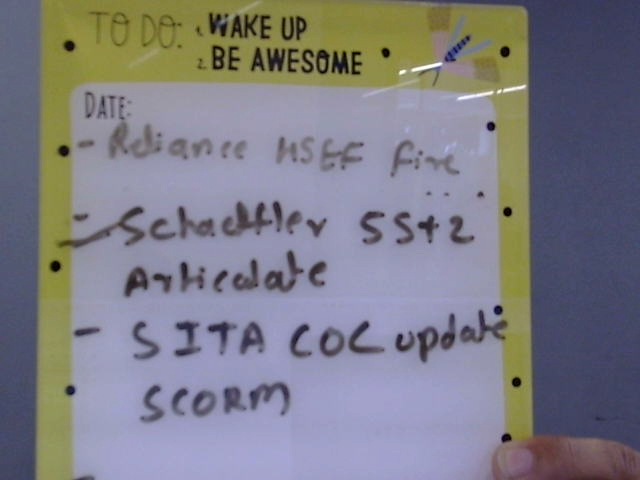 TO DO: 1. WAKE UP
2. BE AWESOME
DATE:
- Reliance HSEF Fire
- Schaeffler 5S+2
Articulate
- SITA COC update
SCORM